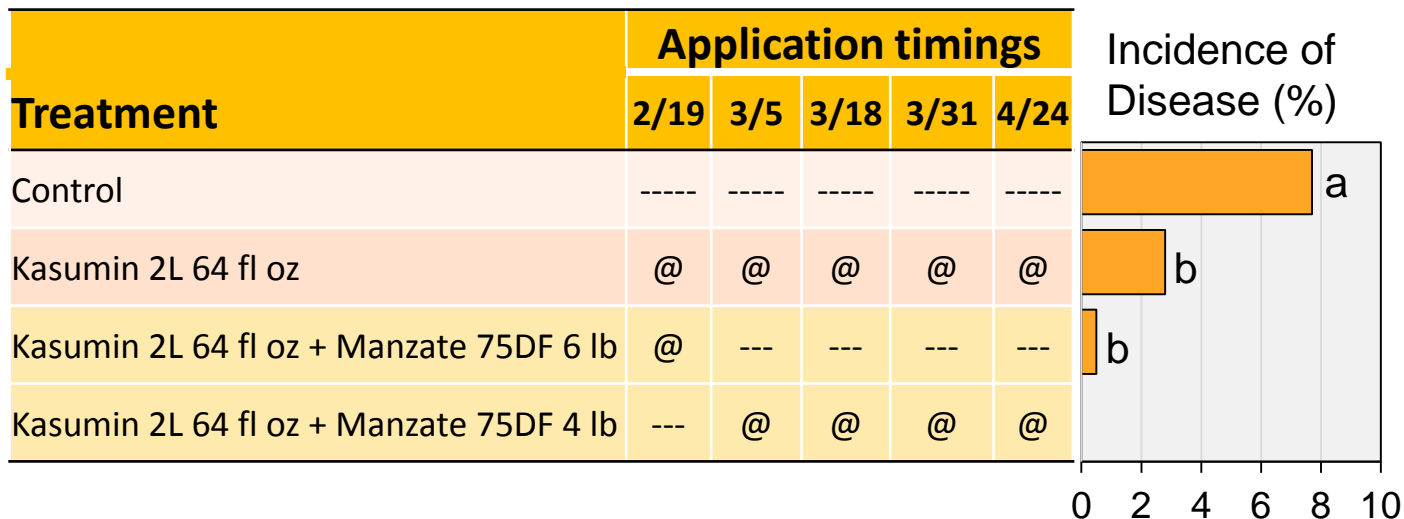 Application timings
Treatment 2/19 3/5 3/18 3/31 4/24
Incidence of
Disease (%)
Control ----- ----- ----- ----- ----- a
Kasumin 2L 64 fl oz @ @ @ @ @ b
Kasumin 2L 64 fl oz + Manzate 75DF 6 lb @ --- --- --- --- b
Kasumin 2L 64 fl oz + Manzate 75DF 4 lb --- @ @ @ @
0 2 4 6 8 10